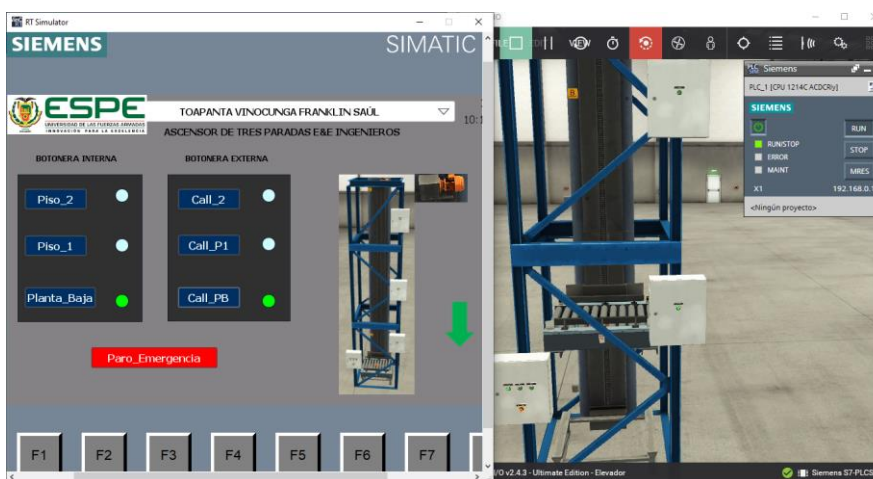 RT Simulator
SIEMENS
SIMATIC
ESPE
UNIVERSIDAD DE LAS FUERZAS ARMADAS
INNOVACIÓN PARA LA EXCELENCIA
TOAPANTA VINOCUNGA FRANKLIN SAÚL
10:1
ASCENSOR DE TRES PARADAS E&E INGENIEROS
BOTONERA INTERNA
BOTONERA EXTERNA
Piso_2
Call_2
Piso_1
Call_P1
Planta_Baja
Call_PB
Paro_Emergencia
F1
F2
F3
F4
F5
F6
F7
VIEW
B
Siemens
PLC_1 [CPU 1214C ACDCRly]
SIEMENS
RUN
RUN/STOP
STOP
ERROR
MAINT
MRES
X1
192.168.0.1
<Ningún proyecto>
I/O v2.4.3 - Ultimate Edition - Elevador
Siemens S7-PLCS